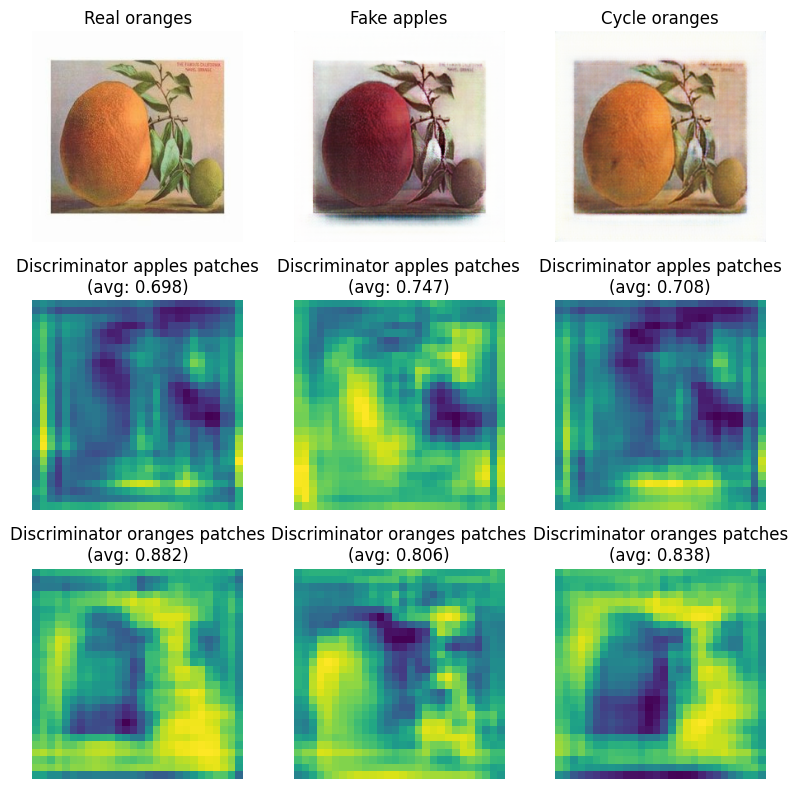 Real oranges
Fake apples
Cycle oranges
Discriminator apples patches
(avg: 0.698)
Discriminator apples patches
(avg: 0.747)
Discriminator apples patches
(avg: 0.708)
Discriminator oranges patches
(avg: 0.882)
Discriminator oranges patches
(avg: 0.806)
Discriminator oranges patches
(avg: 0.838)